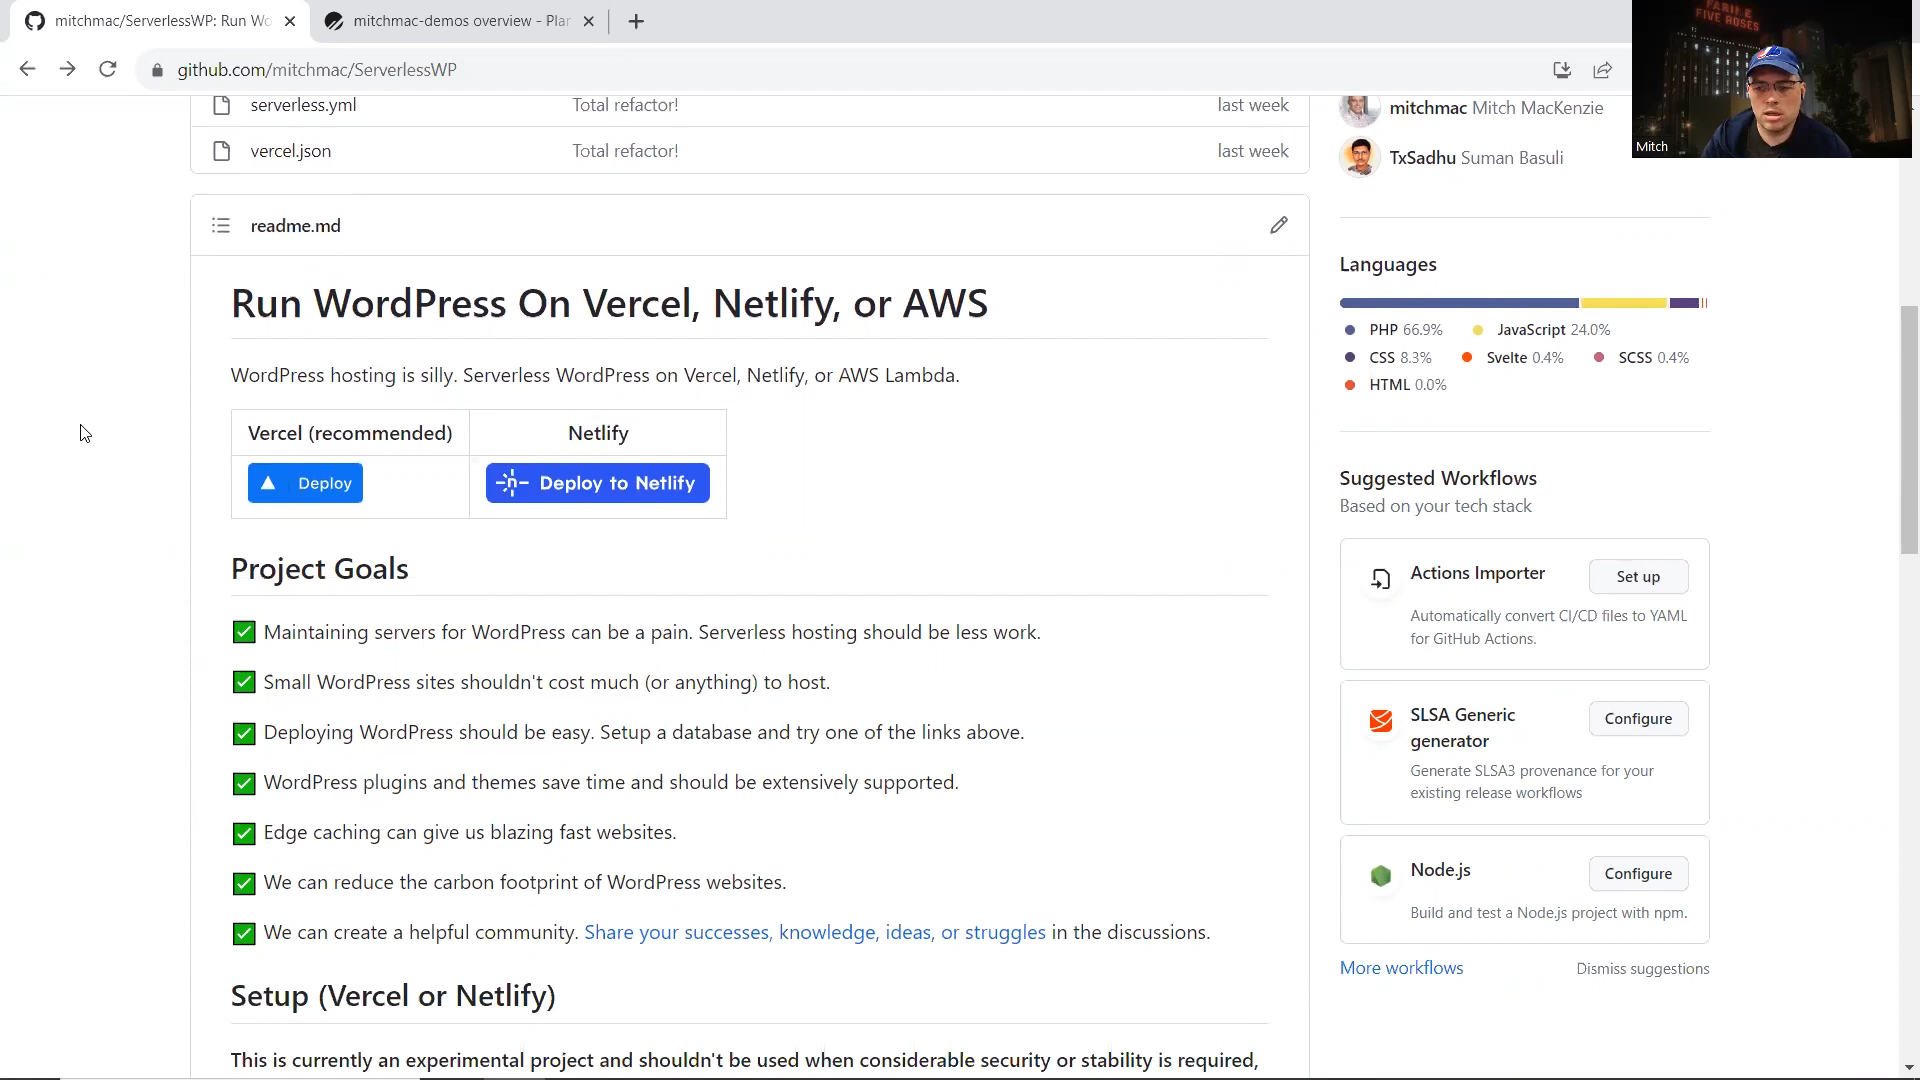 mitchmac/ServerlessWP: Run Wo
mitchmac-demos overview - Plan
github.com/mitchmac/ServerlessWP
FARINE
FIVE ROSES
Mitch
serverless.yml Total refactor! last week
vercel.json Total refactor! last week
readme.md
Run WordPress On Vercel, Netlify, or AWS
WordPress hosting is silly. Serverless WordPress on Vercel, Netlify, or AWS Lambda.
Vercel (recommended) Netlify
Deploy Deploy to Netlify
Project Goals
Maintaining servers for WordPress can be a pain. Serverless hosting should be less work.
Small WordPress sites shouldn't cost much (or anything) to host.
Deploying WordPress should be easy. Setup a database and try one of the links above.
WordPress plugins and themes save time and should be extensively supported.
Edge caching can give us blazing fast websites.
We can reduce the carbon footprint of WordPress websites.
We can create a helpful community. Share your successes, knowledge, ideas, or struggles in the discussions.
Setup (Vercel or Netlify)
This is currently an experimental project and shouldn't be used when considerable security or stability is required,
mitchmac Mitch MacKenzie
TxSadhu Suman Basuli
Languages
PHP 66.9% JavaScript 24.0%
CSS 8.3% Svelte 0.4% SCSS 0.4%
HTML 0.0%
Suggested Workflows
Based on your tech stack
Actions Importer Set up
Automatically convert CI/CD files to YAML
for GitHub Actions.
SLSA Generic
generator
Configure
Generate SLSA3 provenance for your
existing release workflows
Node.js Configure
Build and test a Node.js project with npm.
More workflows Dismiss suggestions